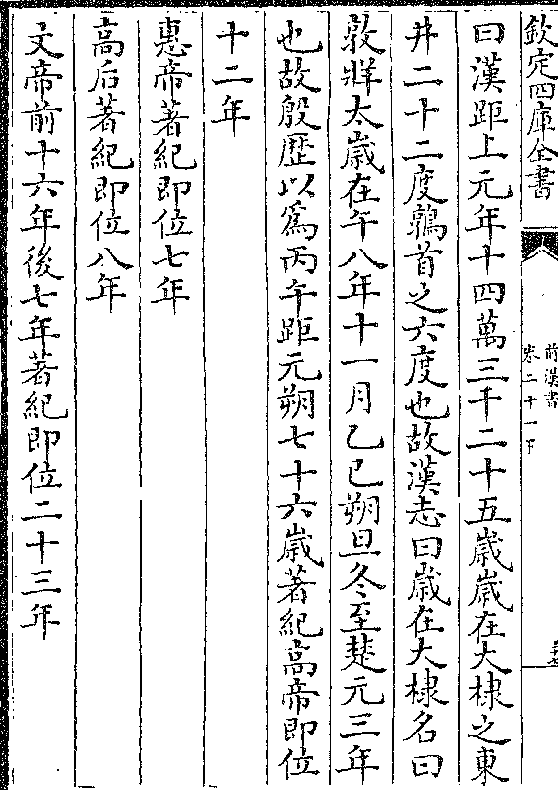 欽定四庫全書
前漢書
卷二十一下
曰漢距上元年十四萬三千二十五歲歲在大棣之東
井二十二度鶉首之六度也故漢志曰歲在大棣名曰
敦牂太歲在午八年十一月乙巳朔旦冬至楚元三年
也故殷歷以爲丙午距元朔七十六歲著紀高帝即位
十二年
惠帝著紀即位七年
高后著紀即位八年
文帝前十六年後七年著紀即位二十三年